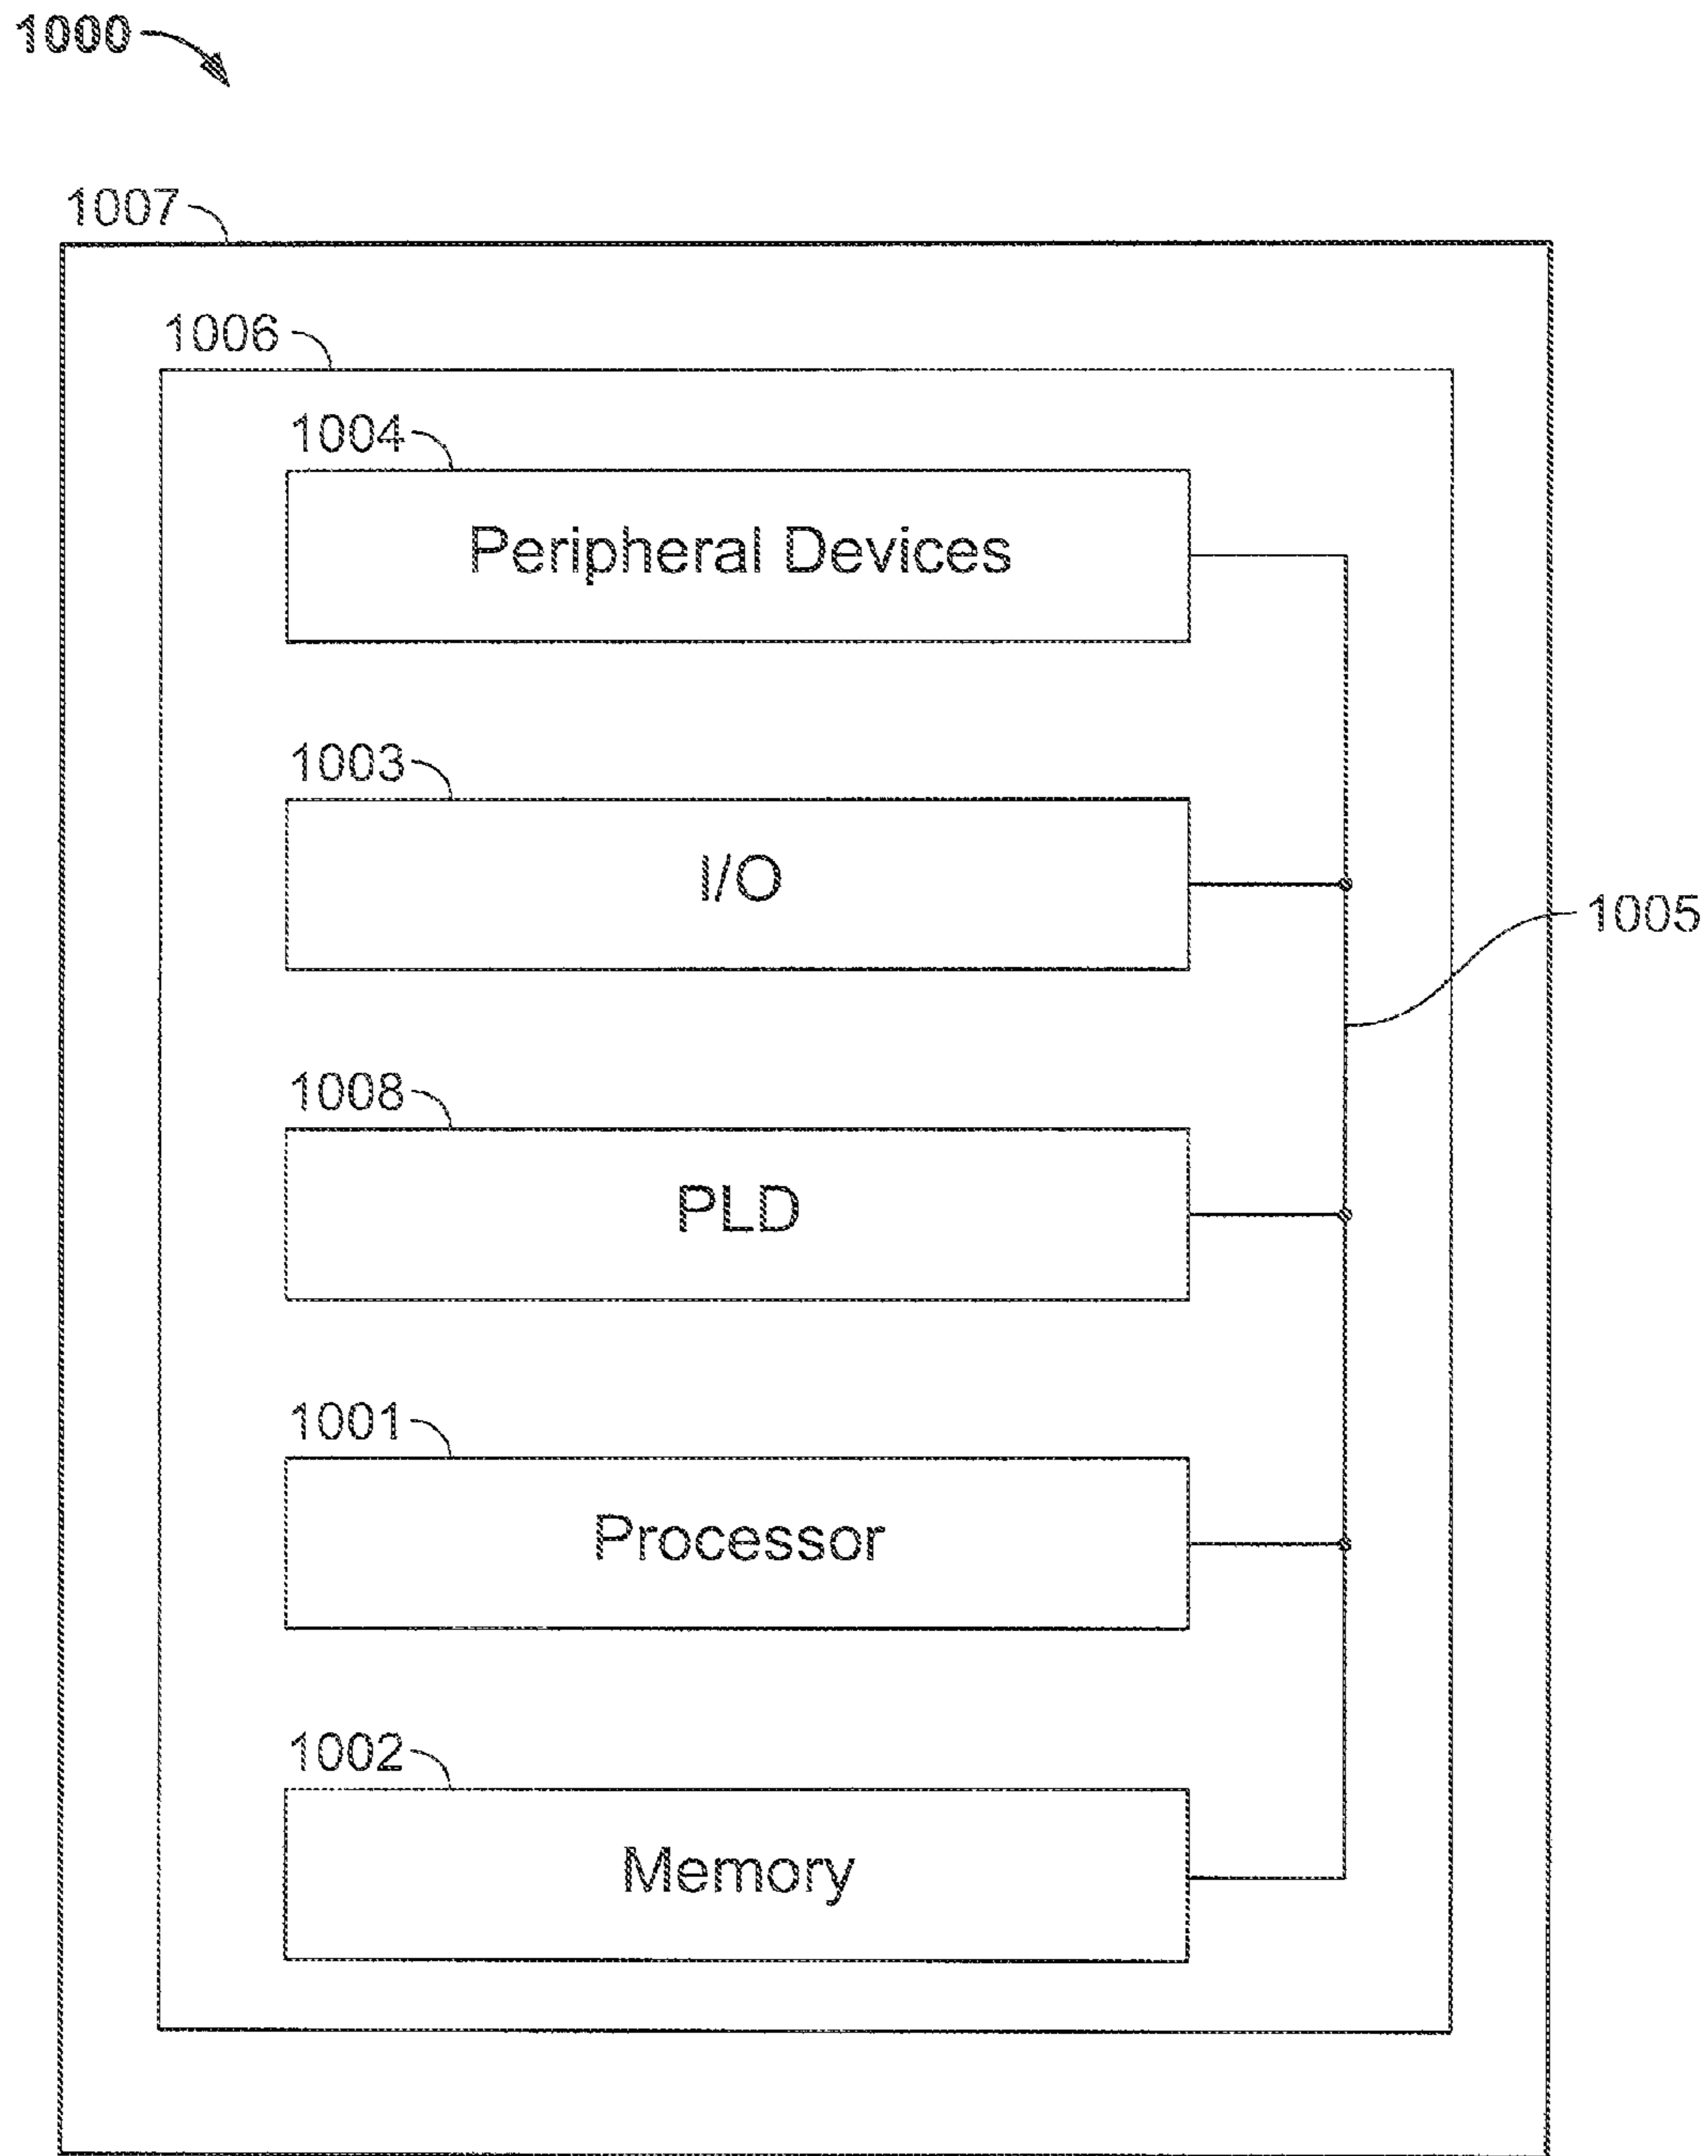 1000
1007
1006
1004
Peripheral Devices
1003
I/O
1005
1008
PLD
1001
Processor
1002
Memory